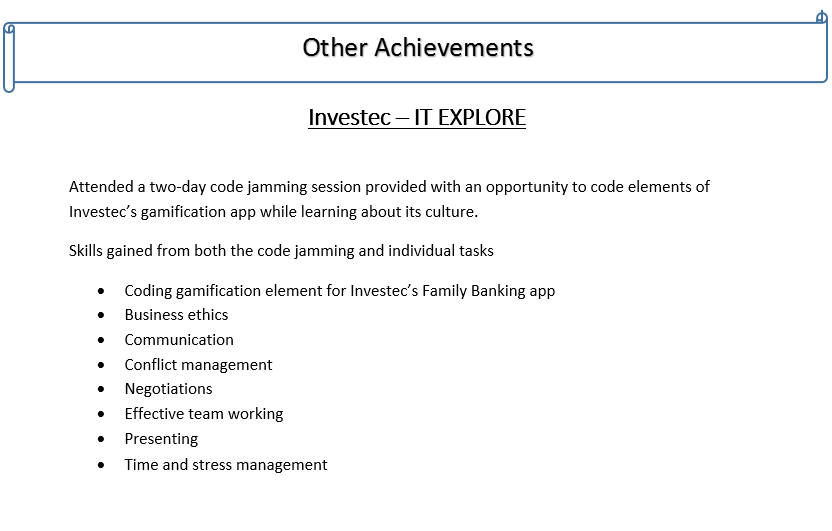 Other Achievements
Investec – IT EXPLORE
Attended a two-day code jamming session provided with an opportunity to code elements of
Investec’s gamification app while learning about its culture.
Skills gained from both the code jamming and individual tasks
• Coding gamification element for Investec’s Family Banking app
• Business ethics
• Communication
• Conflict management
• Negotiations
• Effective team working
• Presenting
• Time and stress management